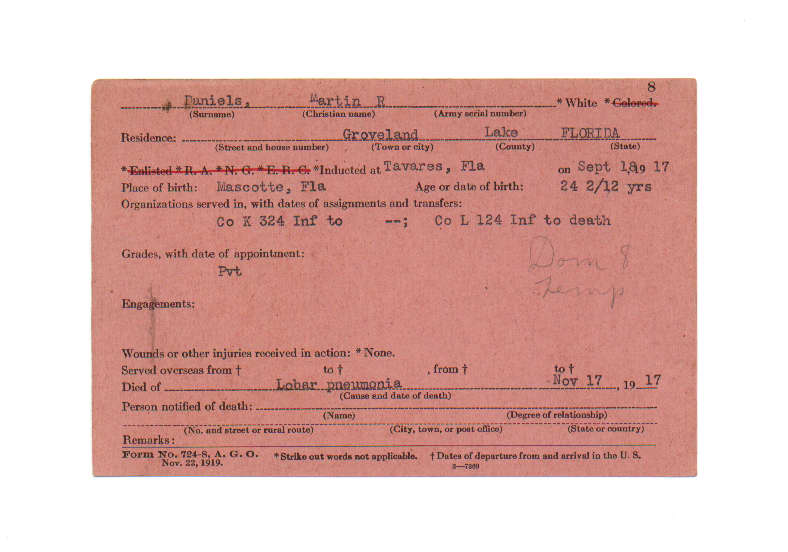 8
Daniels, Martin R * White * Colored.
(Surname) (Christian name) (Army serial number)
Residence: Groveland Lake FLORIDA
(Street and house number) (Town or city) (County) (State)
* Enlisted * R. A. * N. G. * E. R. C. * Inducted at Tavares, Fla on Sept 18, 19 17
Place of birth: Mascotte, Fla Age or date of birth: 24 2/12 yrs
Organizations served in, with dates of assignments and transfers:
Co K 324 Inf to --; Co L 124 Inf to death
Grades, with date of appointment:
Pvt
Dom 8
Temp
Engagements:
Wounds or other injuries received in action: * None.
Served overseas from † to † , from † to †
Died of Lobar pneumonia Nov 17 , 19 17
(Cause and date of death)
Person notified of death:
(Name) (Degree of relationship)
(No. and street or rural route) (City, town, or post office) (State or country)
Remarks:
Form No. 724-8, A. G. O. * Strike out words not applicable. † Dates of departure from and arrival in the U. S.
Nov. 22, 1919. 3—7369